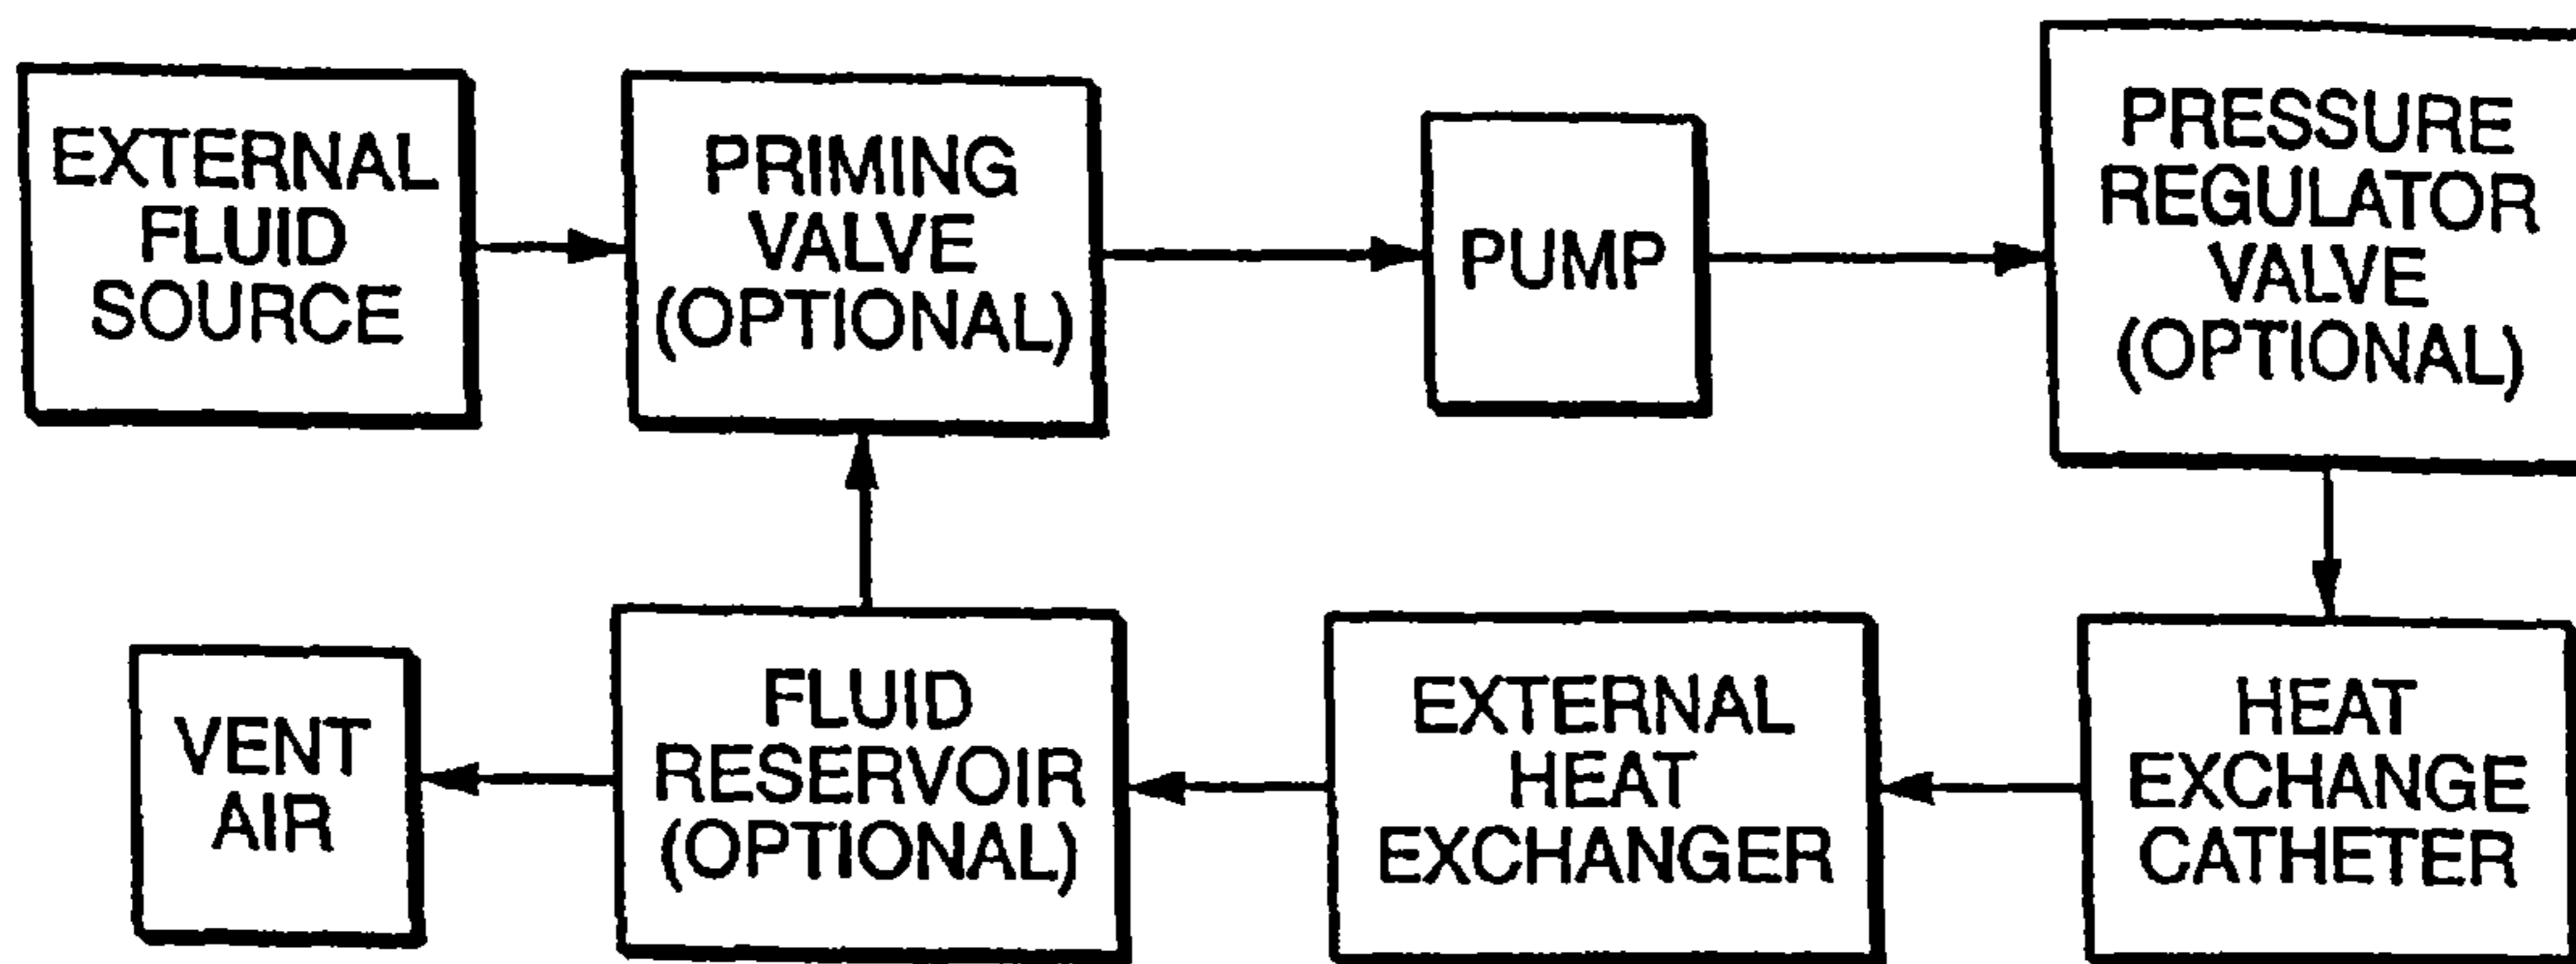 EXTERNAL
FLUID
SOURCE
PRIMING
VALVE
(OPTIONAL)
PUMP
PRESSURE
REGULATOR
VALVE
(OPTIONAL)
VENT
AIR
FLUID
RESERVOIR
(OPTIONAL)
EXTERNAL
HEAT
EXCHANGER
HEAT
EXCHANGE
CATHETER